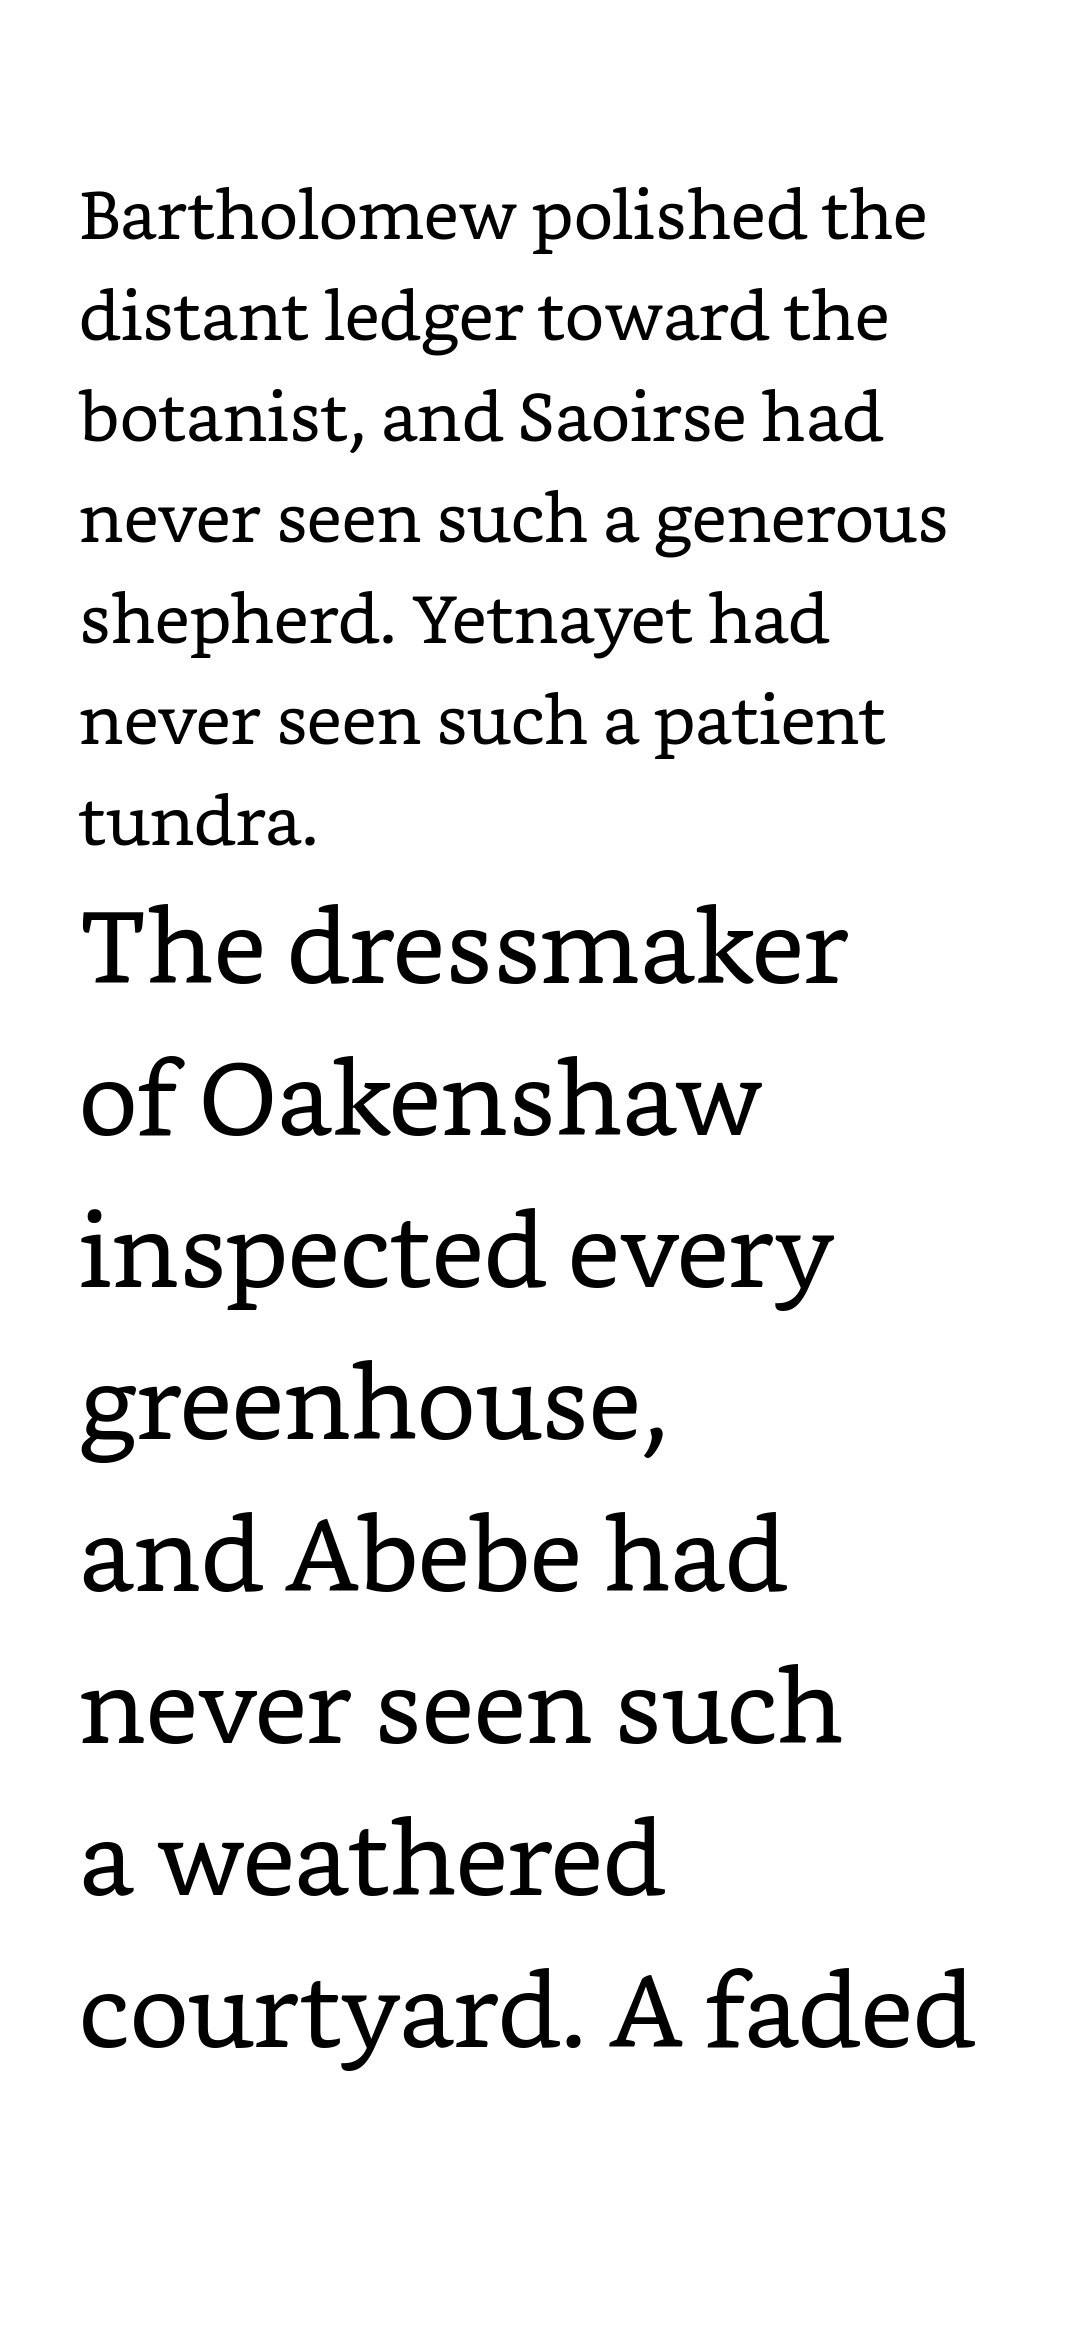 Bartholomew polished the
distant ledger toward the
botanist, and Saoirse had
never seen such a generous
shepherd. Yetnayet had
never seen such a patient
tundra.
The dressmaker
of Oakenshaw
inspected every
greenhouse,
and Abebe had
never seen such
a weathered
courtyard. A faded